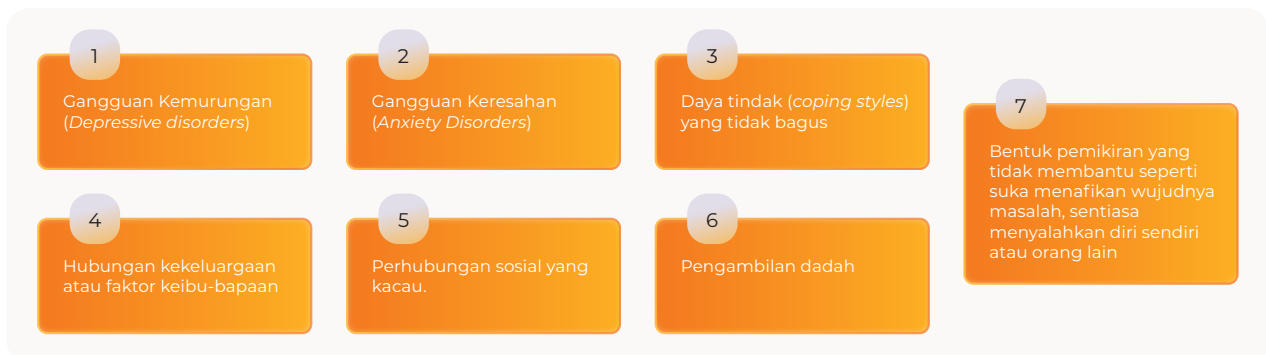 1
Gangguan Kemurungan
(Depressive disorders)
2
Gangguan Keresahan
(Anxiety Disorders)
3
Daya tindak (coping styles)
yang tidak bagus
4
Hubungan kekeluargaan
atau faktor keibu-bapaan
5
Perhubungan sosial yang
kacau.
6
Pengambilan dadah
7
Bentuk pemikiran yang
tidak membantu seperti
suka menafikan wujudnya
masalah, sentiasa
menyalahkan diri sendiri
atau orang lain